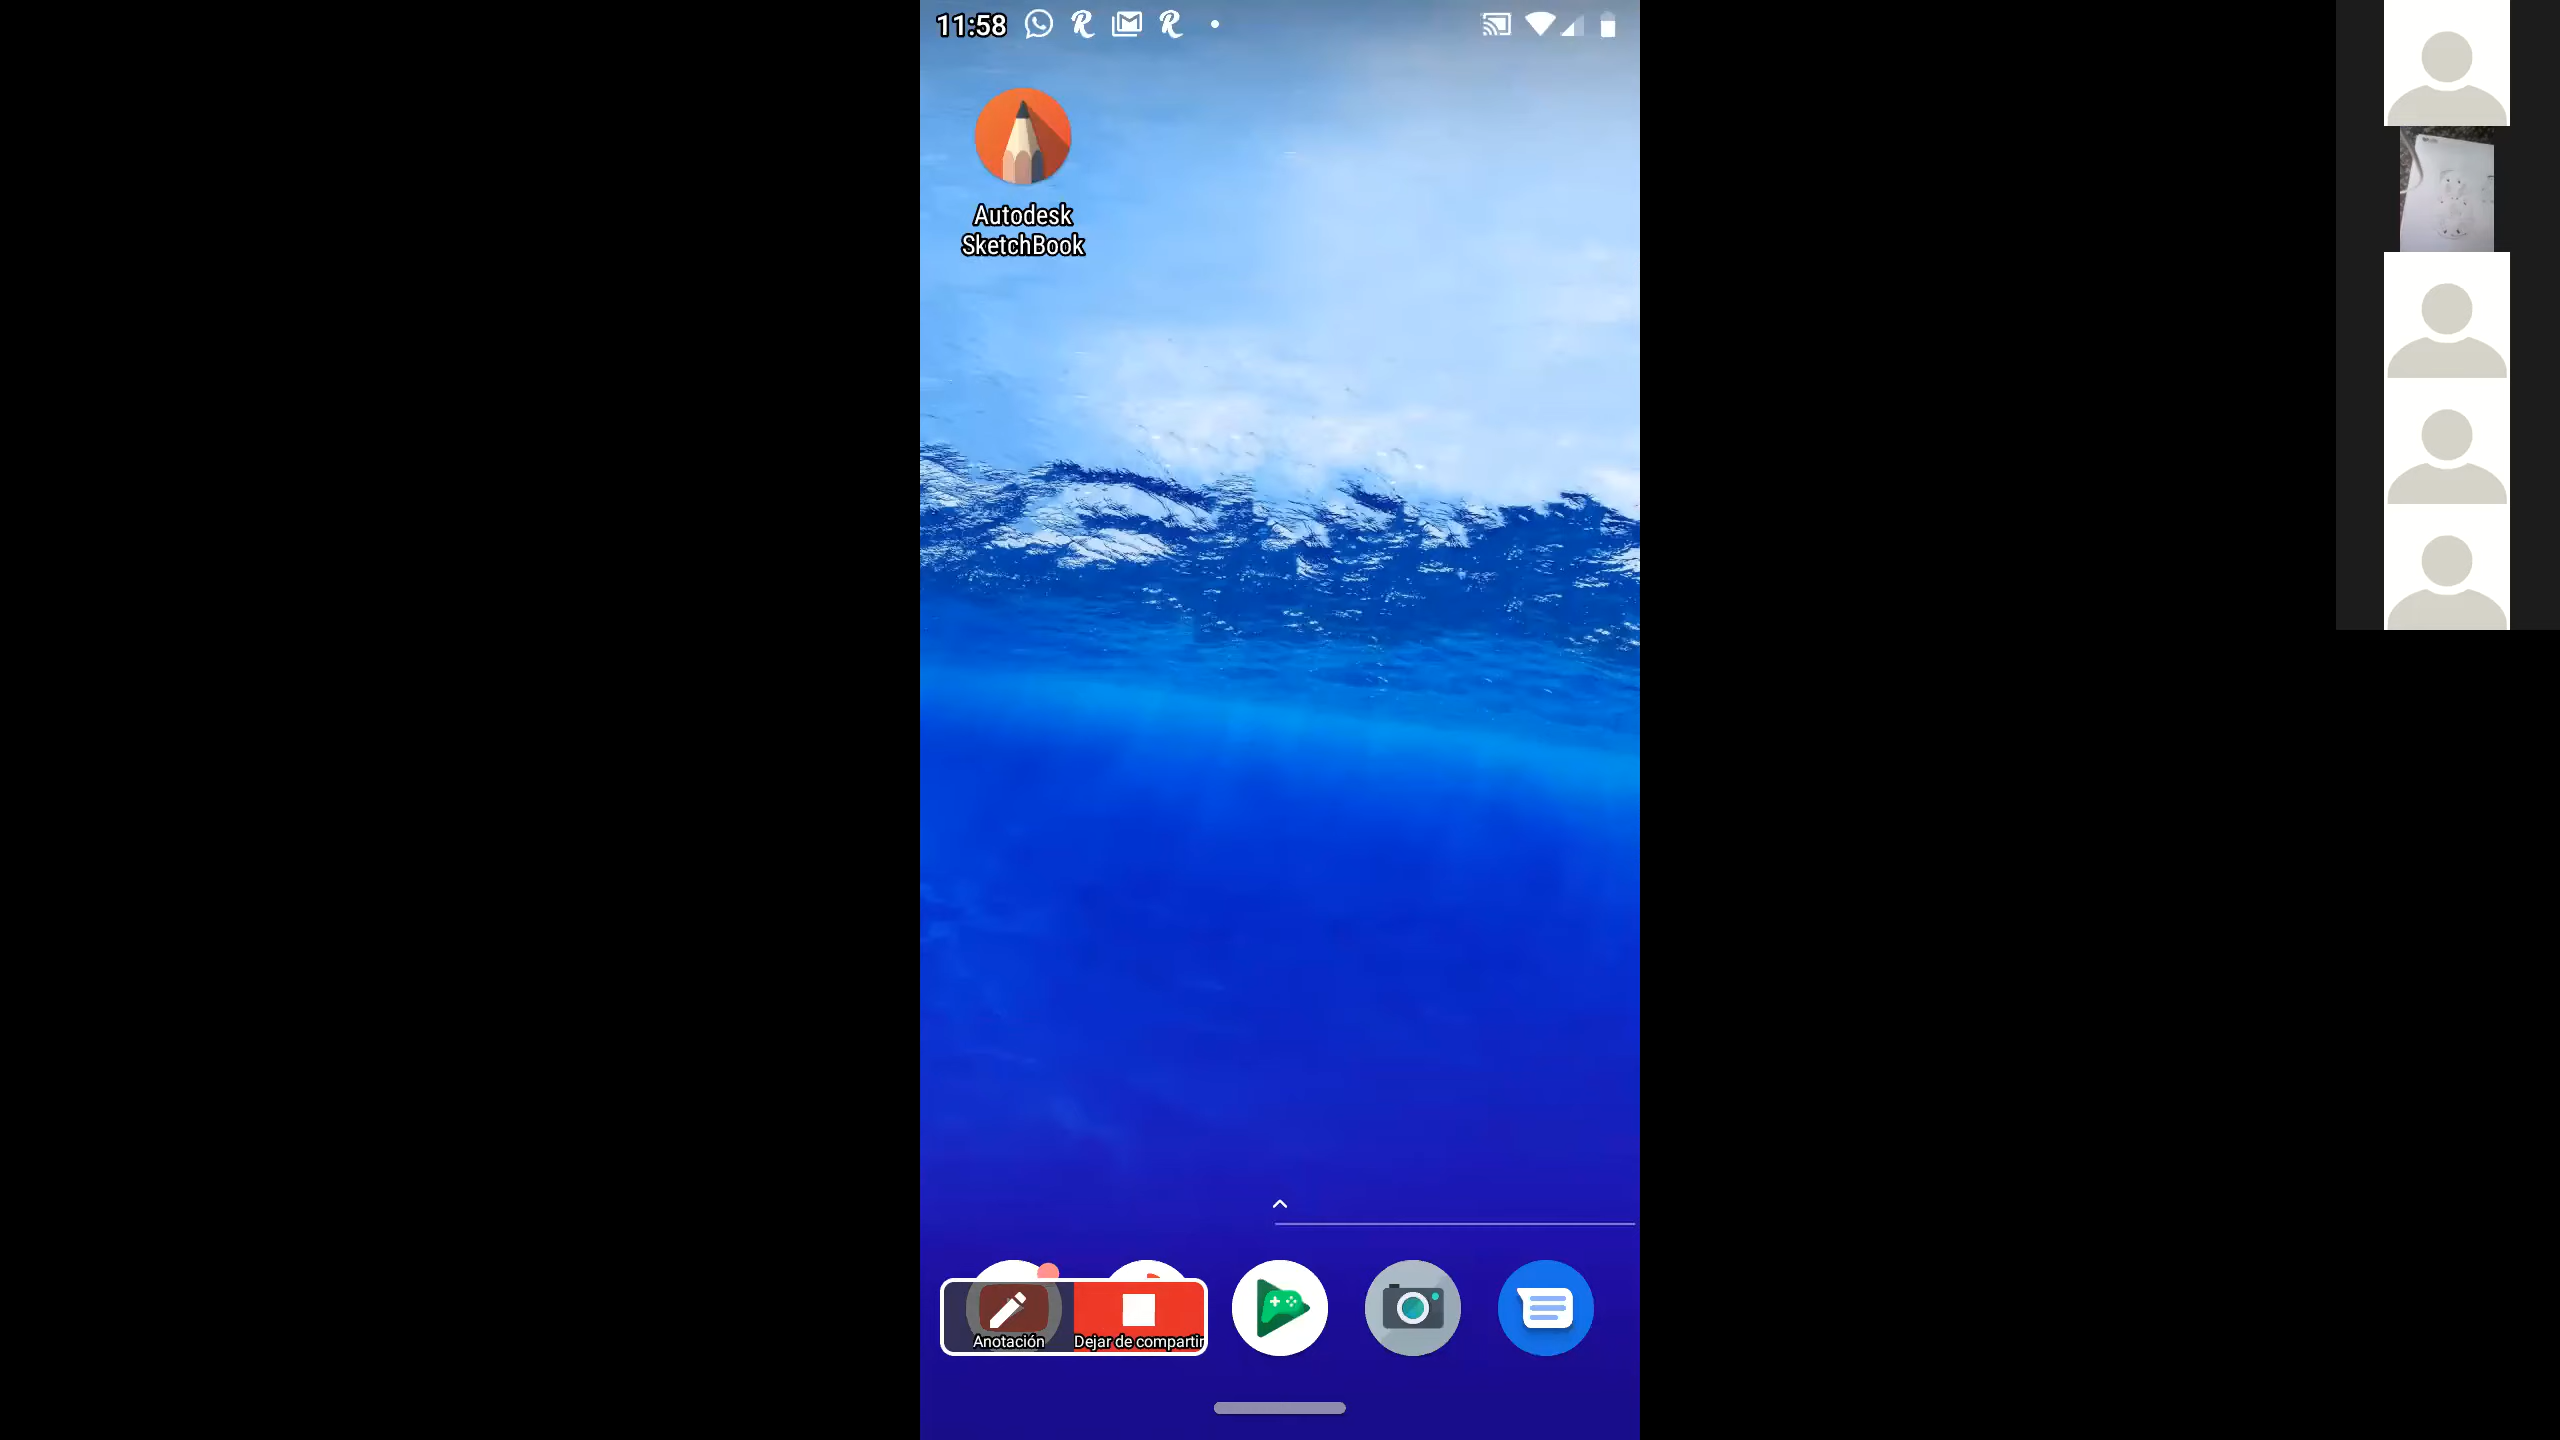 11:58
Autodesk
SketchBook
Anotación
Dejar de compartir